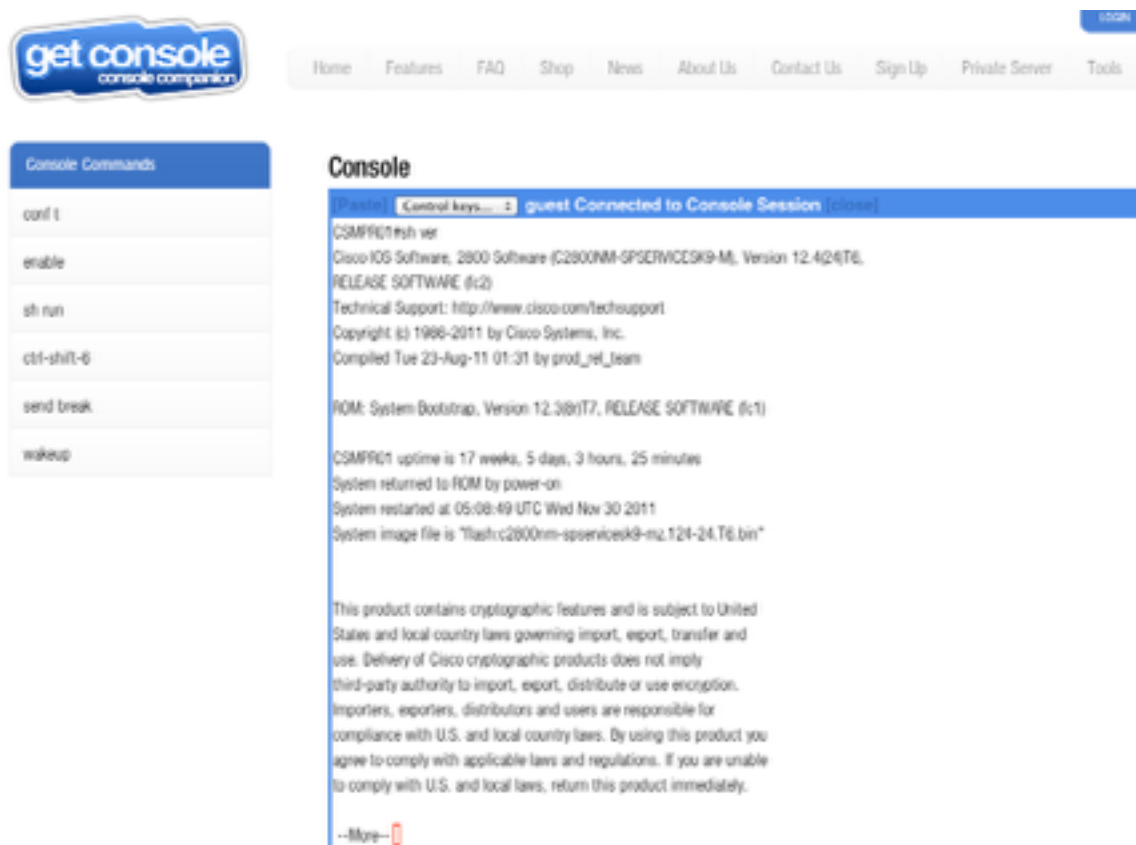 LOGIN
get console
console companion
Home Features FAQ Shop News About Us Contact Us Sign Up Private Server Tools
Console Commands
conf t
enable
sh run
ctrl-shift-6
send break
wakeup
Console
[Paste] Control keys... guest Connected to Console Session [close]
CSMPR01#sh ver
Cisco IOS Software, 2800 Software (C2800NM-SPSERVICESK9-M), Version 12.4(24)T6,
RELEASE SOFTWARE (fc2)
Technical Support: http://www.cisco.com/techsupport
Copyright (c) 1986-2011 by Cisco Systems, Inc.
Compiled Tue 23-Aug-11 01:31 by prod_rel_team
ROM: System Bootstrap, Version 12.3(8r)T7, RELEASE SOFTWARE (fc1)
CSMPR01 uptime is 17 weeks, 5 days, 3 hours, 25 minutes
System returned to ROM by power-on
System restarted at 05:08:49 UTC Wed Nov 30 2011
System image file is "flash:c2800nm-spservicesk9-mz.124-24.T6.bin"
This product contains cryptographic features and is subject to United
States and local country laws governing import, export, transfer and
use. Delivery of Cisco cryptographic products does not imply
third-party authority to import, export, distribute or use encryption.
Importers, exporters, distributors and users are responsible for
compliance with U.S. and local country laws. By using this product you
agree to comply with applicable laws and regulations. If you are unable
to comply with U.S. and local laws, return this product immediately.
--More--